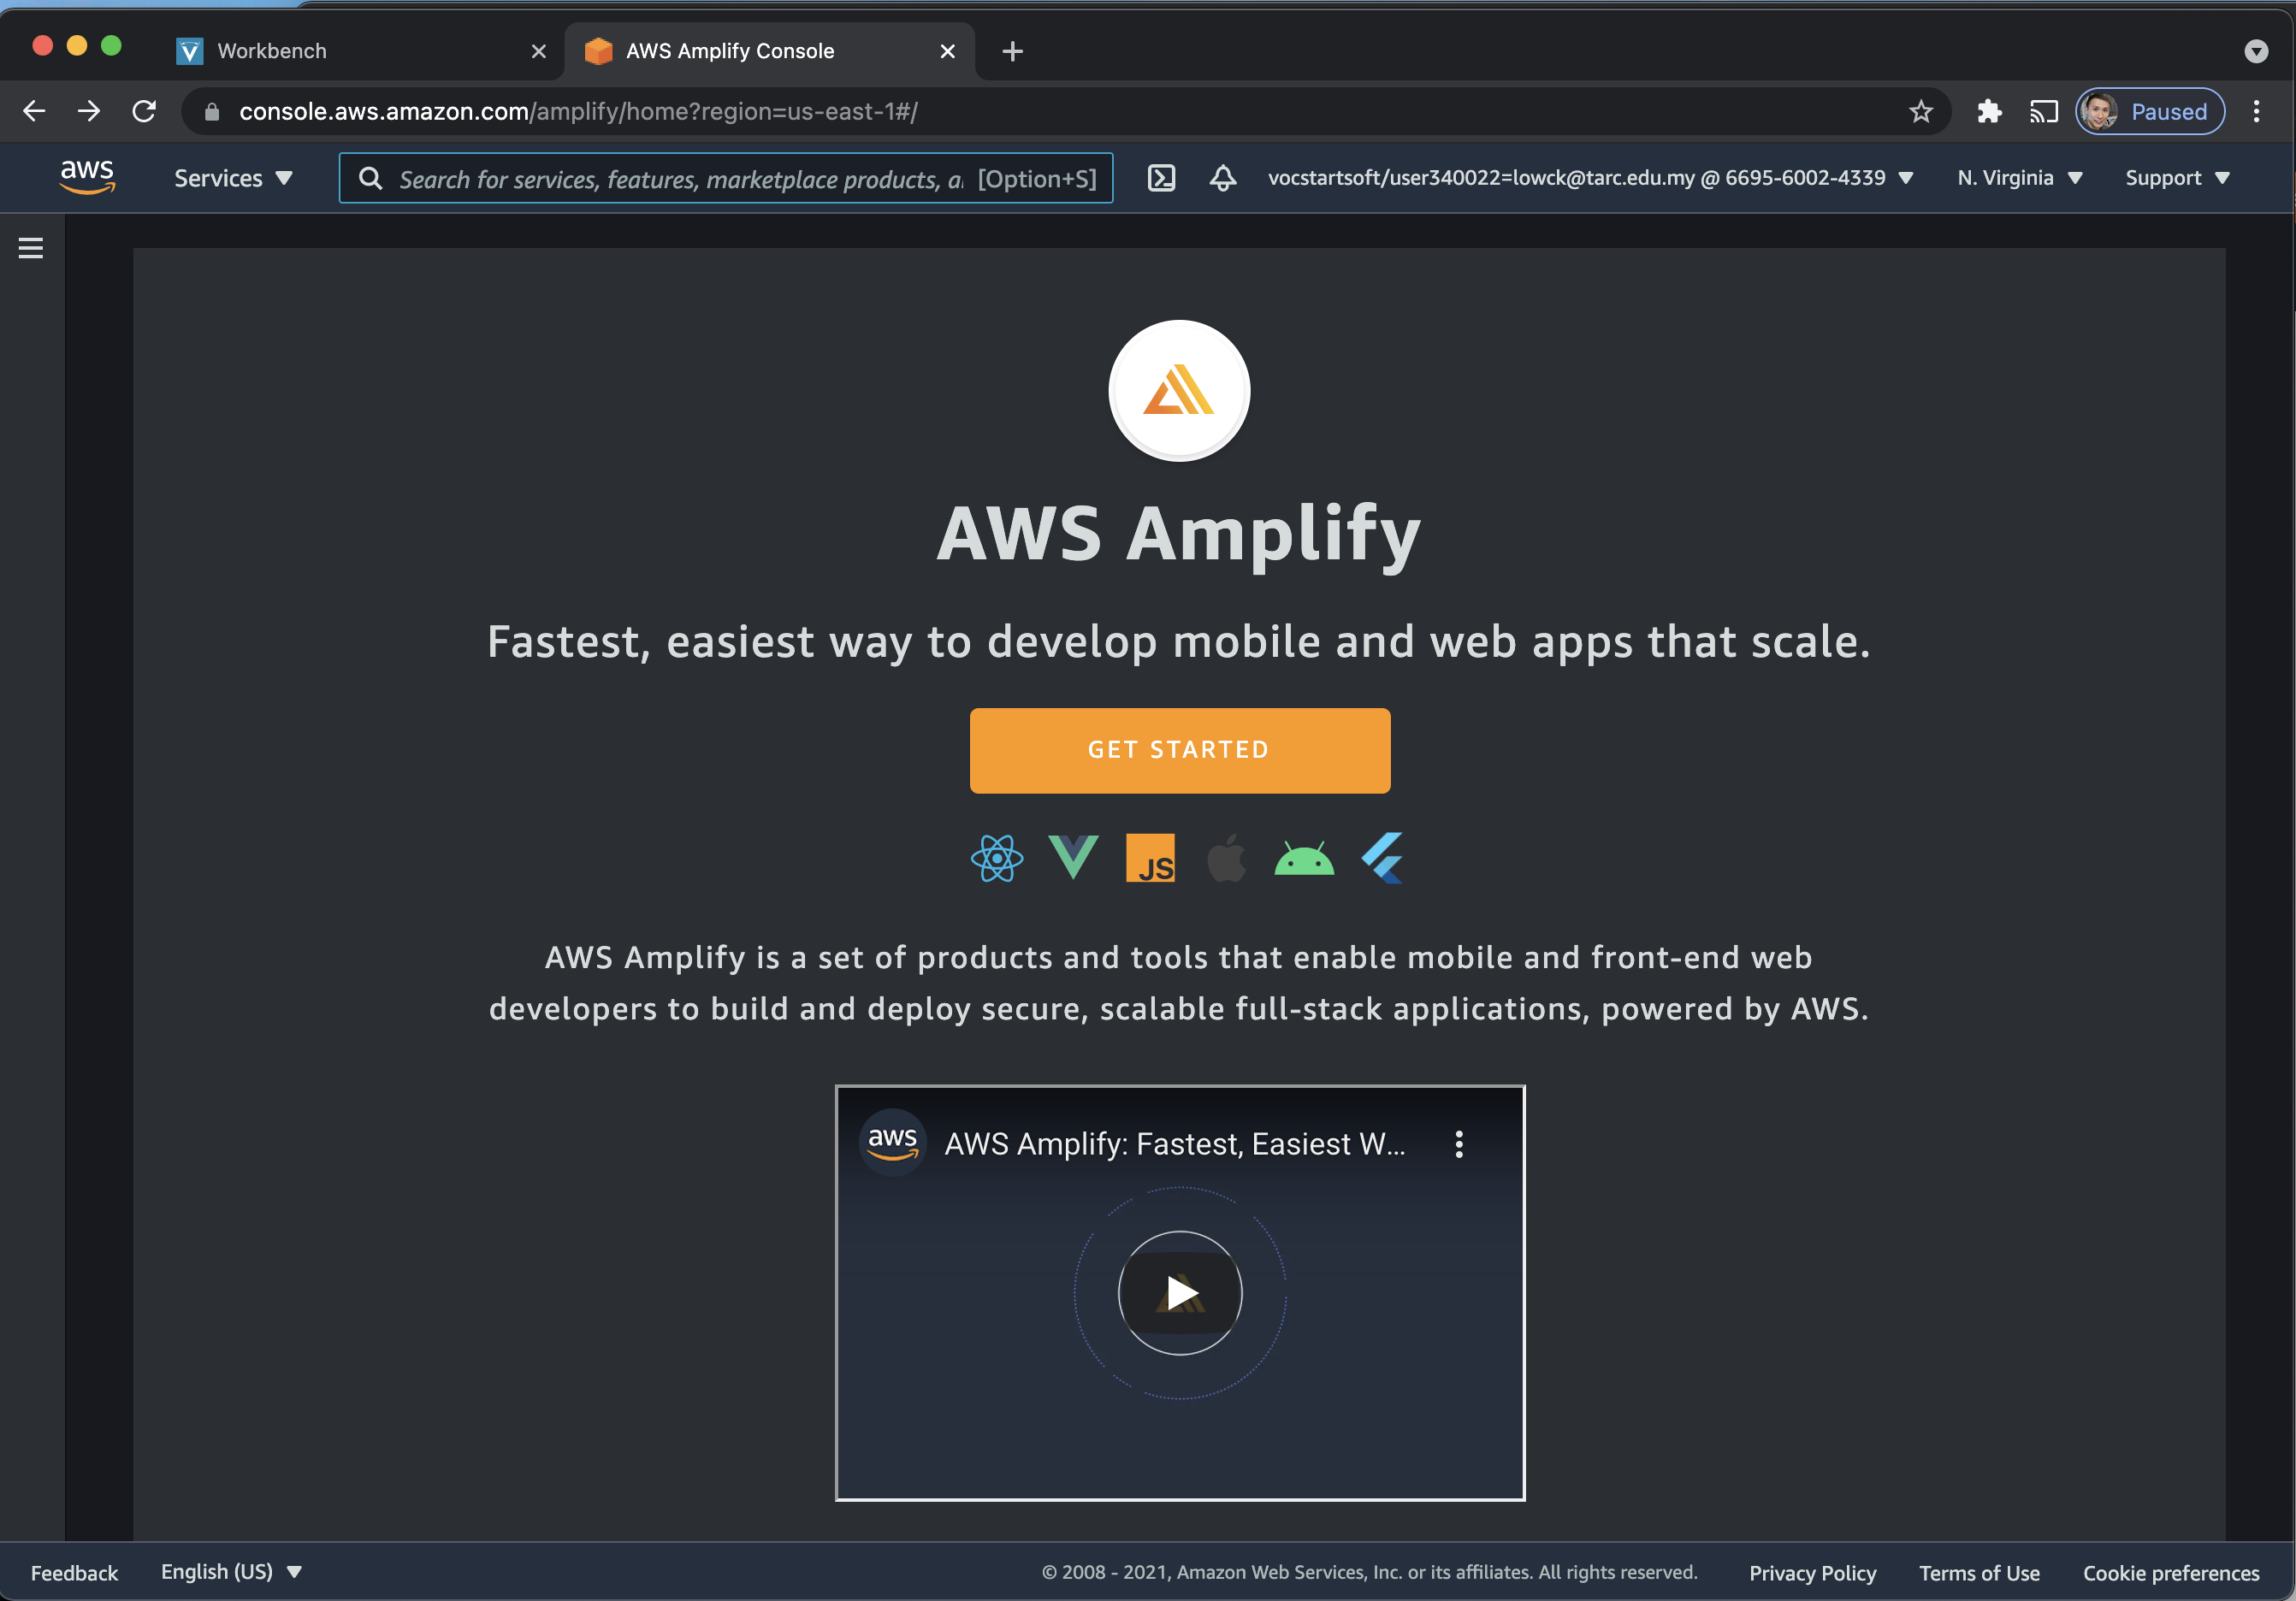 Workbench
AWS Amplify Console
console.aws.amazon.com/amplify/home?region=us-east-1#/
Paused
aws
Services
Search for services, features, marketplace products, a
[Option+S]
vocstartsoft/user340022=lowck@tarc.edu.my @ 6695-6002-4339
N. Virginia
Support
AWS Amplify
Fastest, easiest way to develop mobile and web apps that scale.
GET STARTED
JS
AWS Amplify is a set of products and tools that enable mobile and front-end web
developers to build and deploy secure, scalable full-stack applications, powered by AWS.
aws
AWS Amplify: Fastest, Easiest W...
Feedback
English (US)
© 2008 - 2021, Amazon Web Services, Inc. or its affiliates. All rights reserved.
Privacy Policy
Terms of Use
Cookie preferences